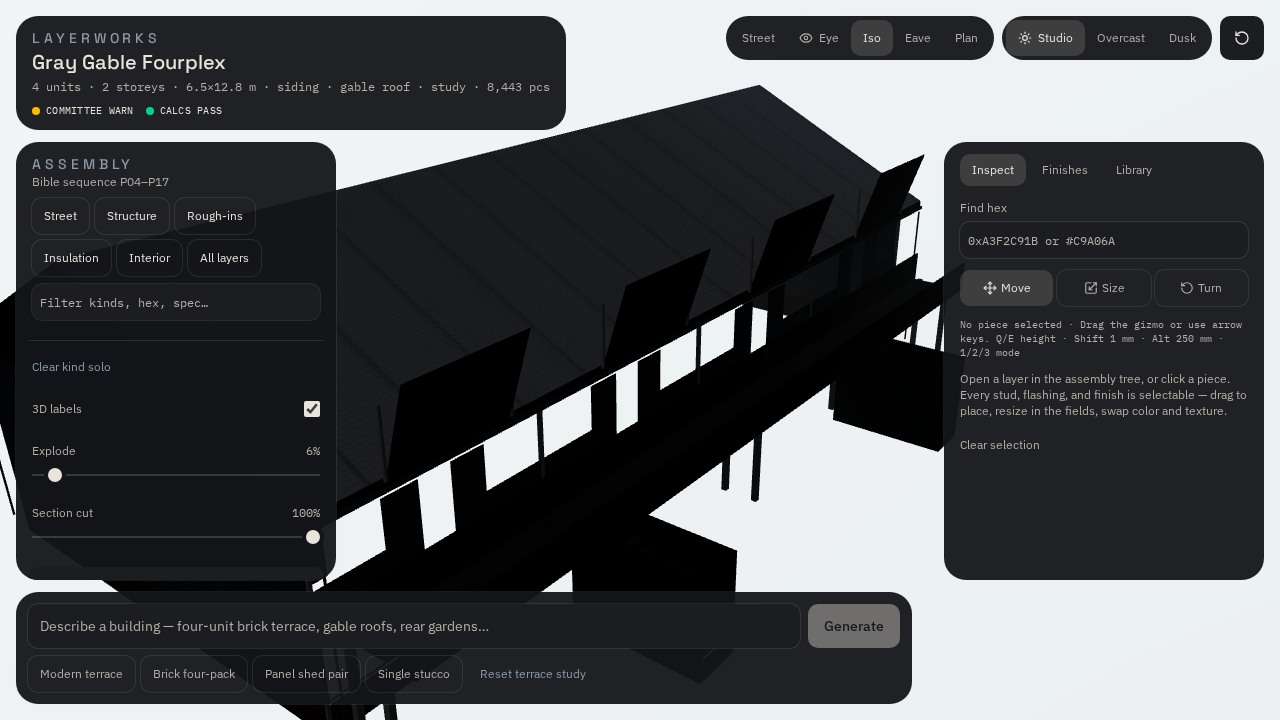 LAYERWORKS
Gray Gable Fourplex
4 units · 2 storeys · 6.5×12.8 m · siding · gable roof · study · 8,443 pcs
COMMITTEE WARN CALCS PASS
Street Eye Iso Eave Plan
Studio Overcast Dusk
ASSEMBLY
Bible sequence P04–P17
Street Structure Rough-ins
Insulation Interior All layers
Filter kinds, hex, spec…
Clear kind solo
3D labels
Explode 6%
Section cut 100%
Inspect Finishes Library
Find hex
0xA3F2C91B or #C9A06A
Move Size Turn
No piece selected · Drag the gizmo or use arrow
keys. Q/E height · Shift 1 mm · Alt 250 mm ·
1/2/3 mode
Open a layer in the assembly tree, or click a piece.
Every stud, flashing, and finish is selectable — drag to
place, resize in the fields, swap color and texture.
Clear selection
Describe a building — four-unit brick terrace, gable roofs, rear gardens…
Generate
Modern terrace Brick four-pack Panel shed pair Single stucco Reset terrace study